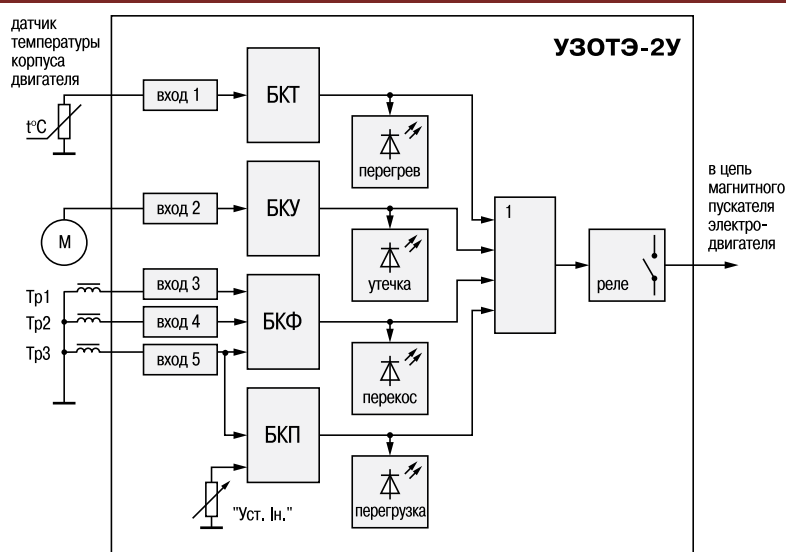 датчик
температуры
корпуса
двигателя
УЗОТЭ-2У
t°C
вход 1
БКТ
перегрев
М
вход 2
БКУ
утечка
1
реле
в цепь
магнитного
пускателя
электро-
двигателя
Тр1
Тр2
Тр3
вход 3
вход 4
вход 5
БКФ
перекос
БКП
"Уст. Iн."
перегрузка